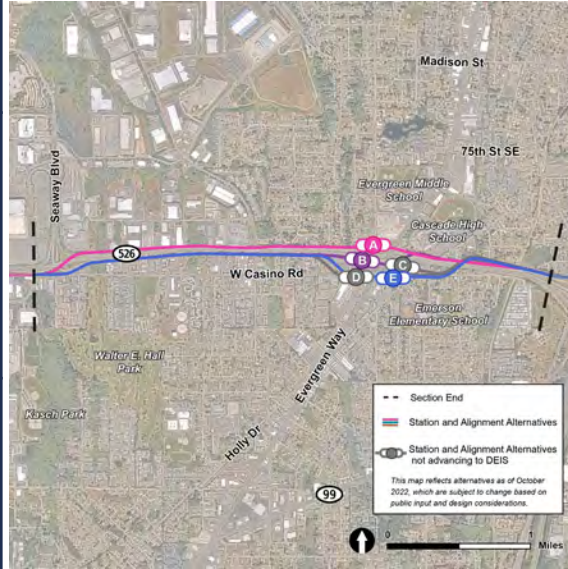 Madison St
75th St SE
Seaway Blvd
Evergreen Middle
School
Cascade High
School
A
526
B
C
W Casino Rd
D
E
Emerson
Elementary School
Walter E. Hall
Park
Evergreen Way
Kasch Park
Holly Dr
99
Section End
Station and Alignment Alternatives
Station and Alignment Alternatives
not advancing to DEIS
This map reflects alternatives as of October
2022, which are subject to change based on
public input and design considerations.
0
1
Miles